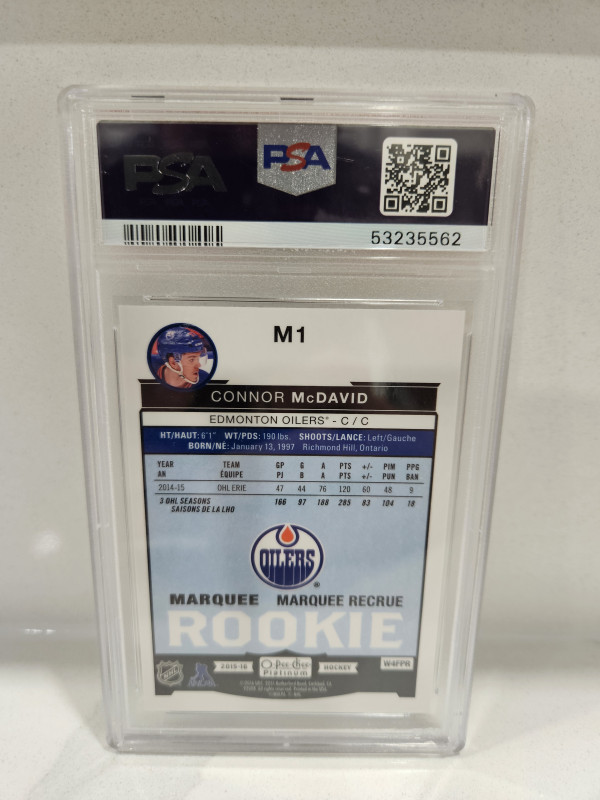 PSA
PSA
53235562
M1
CONNOR McDAVID
EDMONTON OILERS® - C / C
HT/HAUT: 6'1" WT/PDS: 190 lbs. SHOOTS/LANCE: Left/Gauche
BORN/NÉ: January 13, 1997 Richmond Hill, Ontario
YEAR TEAM GP G A PTS +/- PIM PPG
AN ÉQUIPE PJ B A PTS +/- PUN BAN
2014-15 OHL ERIE 47 44 76 120 60 48 9
3 OHL SEASONS 166 97 188 285 83 104 18
SAISONS DE LA LHO
OILERS
MARQUEE MARQUEE RECRUE
ROOKIE
NHL 2015-16 O-Pee-Chee HOCKEY W4FPR
Platinum